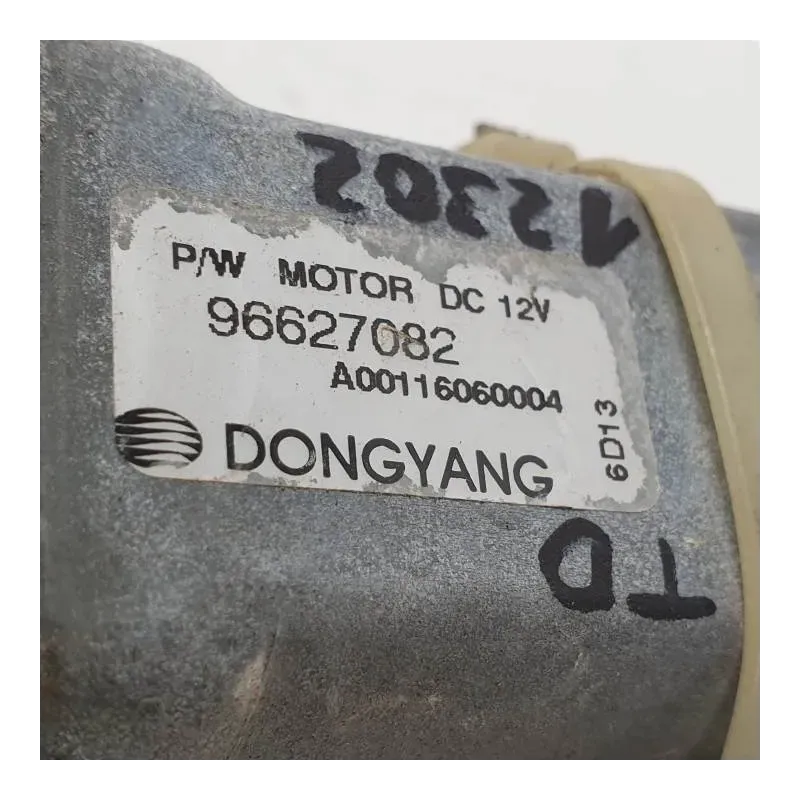 12302
P/W MOTOR DC 12V
96627082
A00116060004
DONGYANG
6D13
TD